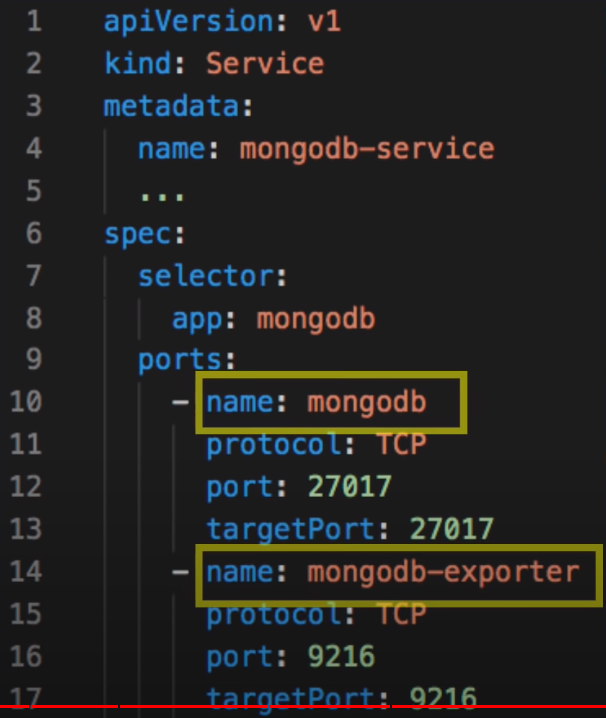 1 apiVersion: v1
2 kind: Service
3 metadata:
4 name: mongodb-service
5 ...
6 spec:
7 selector:
8 app: mongodb
9 ports:
10 - name: mongodb
11 protocol: TCP
12 port: 27017
13 targetPort: 27017
14 - name: mongodb-exporter
15 protocol: TCP
16 port: 9216
17 targetPort: 9216